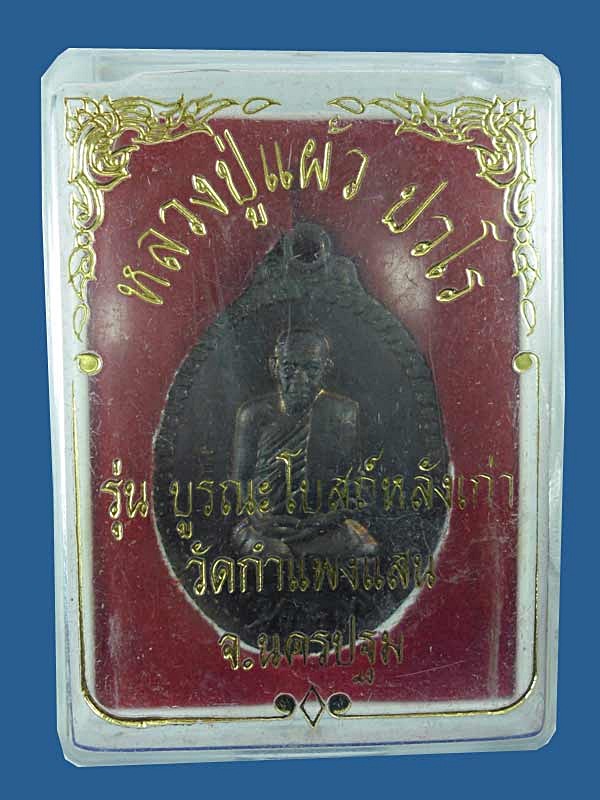 หลวงปู่แผ้ว ปวโร
รุ่น บูรณะโบสถ์หลังเก่า
วัดกำแพงแสน
จ.นครปฐม